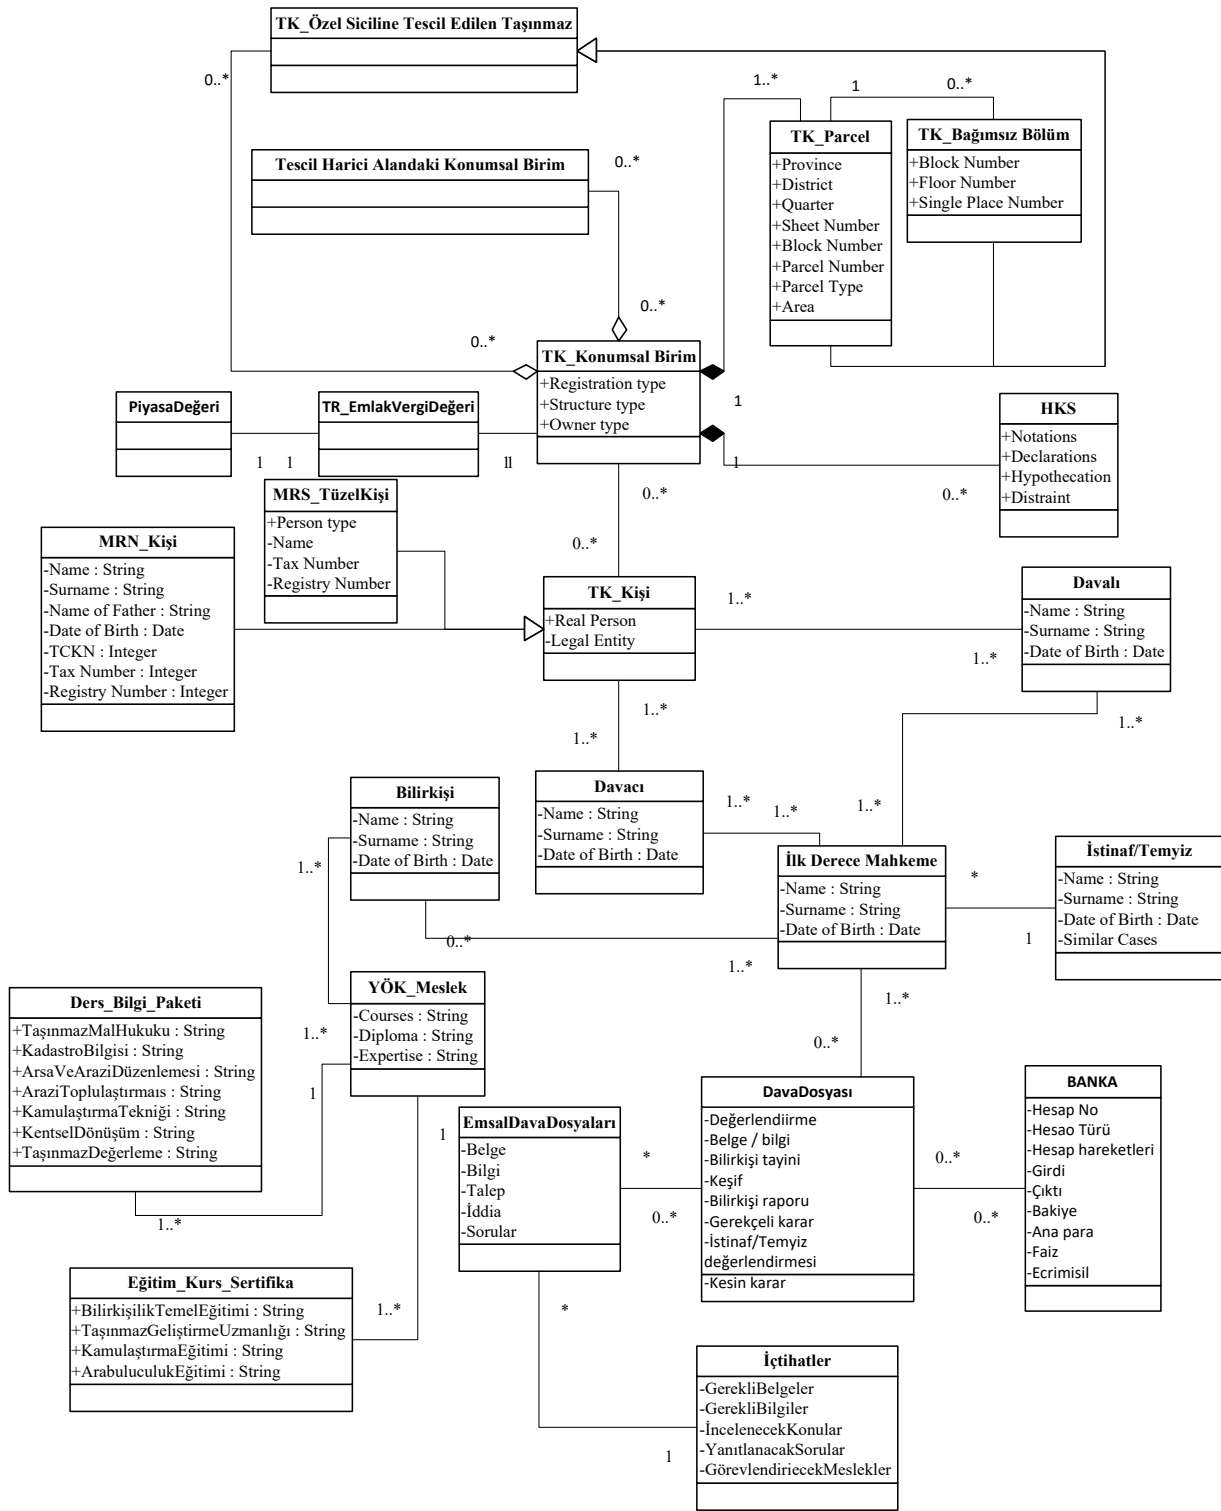 TK_Özel Siciline Tescil Edilen Taşınmaz
0..*
1..*
1
0..*
TK_Parcel
+Province
+District
+Quarter
+Sheet Number
+Block Number
+Parcel Number
+Parcel Type
+Area
TK_Bağımsız Bölüm
+Block Number
+Floor Number
+Single Place Number
Tescil Harici Alandaki Konumsal Birim
0..*
0..*
0..*
TK_Konumsal Birim
+Registration type
+Structure type
+Owner type
1
1
0..*
HKS
+Notations
+Declarations
+Hypothecation
+Distraint
PiyasaDeğeri
TR_EmlakVergiDeğeri
1
1
11
0..*
0..*
MRS_TüzelKişi
+Person type
-Name
-Tax Number
-Registry Number
MRN_Kişi
-Name : String
-Surname : String
-Name of Father : String
-Date of Birth : Date
-TCKN : Integer
-Tax Number : Integer
-Registry Number : Integer
TK_Kişi
+Real Person
-Legal Entity
1..*
1..*
Davalı
-Name : String
-Surname : String
-Date of Birth : Date
1..*
1..*
1..*
1..*
Bilirkişi
-Name : String
-Surname : String
-Date of Birth : Date
Davacı
-Name : String
-Surname : String
-Date of Birth : Date
1..*
1..*
İlk Derece Mahkeme
-Name : String
-Surname : String
-Date of Birth : Date
*
1
İstinaf/Temyiz
-Name : String
-Surname : String
-Date of Birth : Date
-Similar Cases
1..*
0..*
1..*
1..*
0..*
1..*
YÖK_Meslek
-Courses : String
-Diploma : String
-Expertise : String
1
1
Ders_Bilgi_Paketi
+TaşınmazMalHukuku : String
+KadastroBilgisi : String
+ArsaVeAraziDüzenlemesi : String
+AraziToplulaştırmaıs : String
+KamulaştırmaTekniği : String
+KentselDönüşüm : String
+TaşınmazDeğerleme : String
1..*
EmsalDavaDosyaları
-Belge
-Bilgi
-Talep
-İddia
-Sorular
*
0..*
DavaDosyası
-Değerlendiirme
-Belge / bilgi
-Bilirkişi tayini
-Keşif
-Bilirkişi raporu
-Gerekçeli karar
-İstinaf/Temyiz
değerlendirmesi
-Kesin karar
0..*
0..*
BANKA
-Hesap No
-Hesao Türü
-Hesap hareketleri
-Girdi
-Çıktı
-Bakiye
-Ana para
-Faiz
-Ecrimisil
Eğitim_Kurs_Sertifika
+BilirkişilikTemelEğitimi : String
+TaşınmazGeliştirmeUzmanlığı : String
+KamulaştırmaEğitimi : String
+ArabuluculukEğitimi : String
1..*
*
1
İçtihatler
-GerekliBelgeler
-GerekliBilgiler
-İncelenecekKonular
-YanıtlanacakSorular
-GörevlendiriecekMeslekler